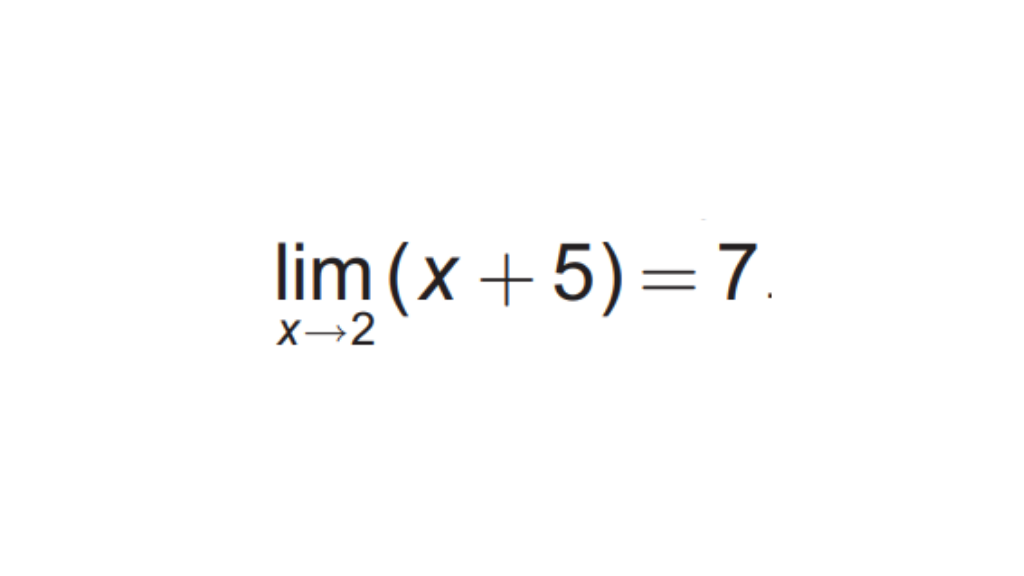 lim(x + 5) = 7.
x→2